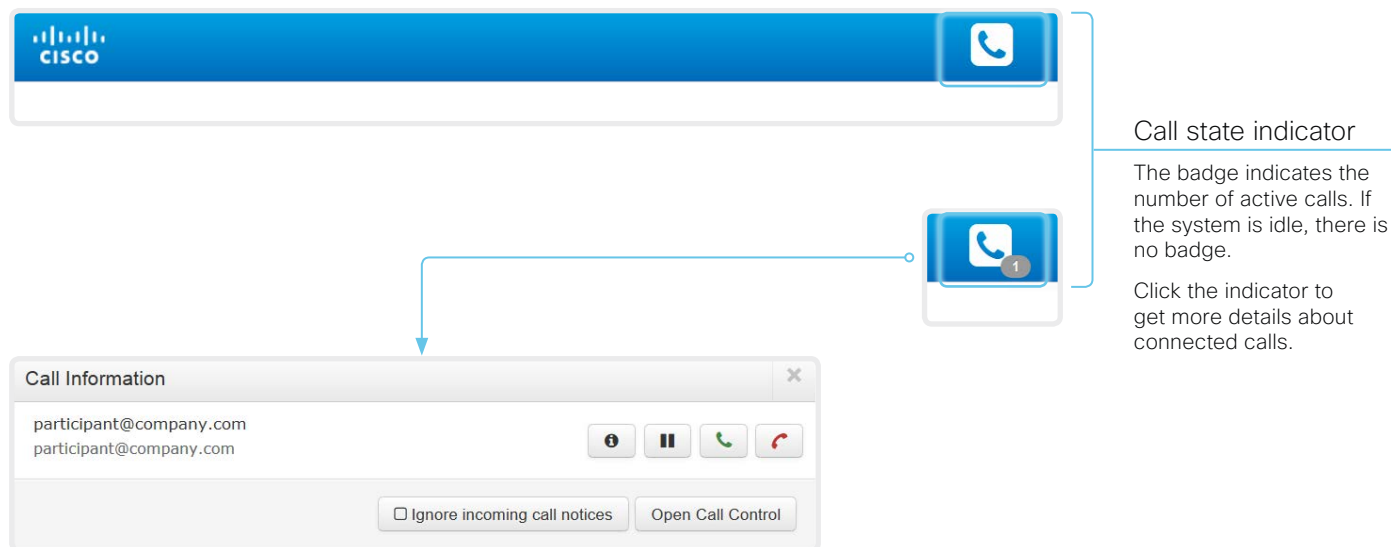 CISCO
Call state indicator
The badge indicates the
number of active calls. If
the system is idle, there is
no badge.
Click the indicator to
get more details about
connected calls.
1
Call Information
participant@company.com
participant@company.com
Ignore incoming call notices
Open Call Control